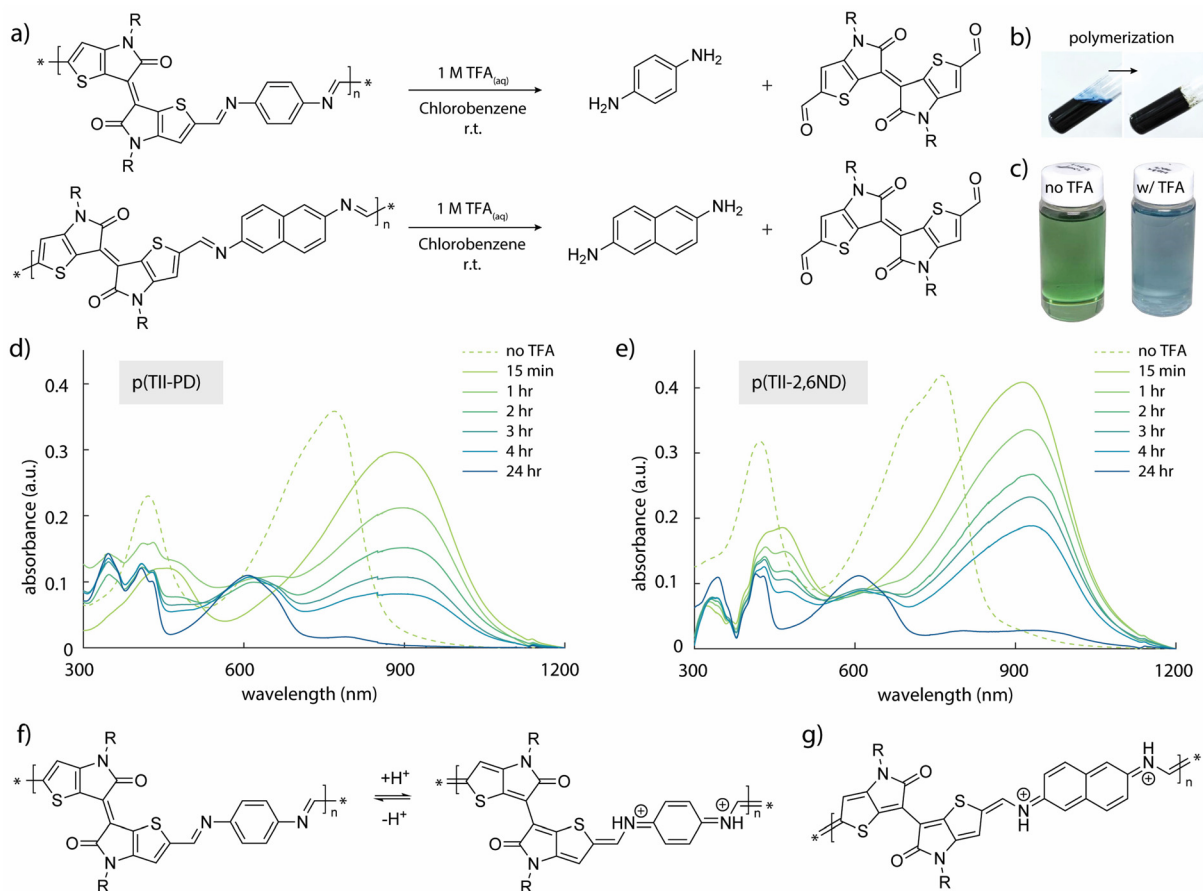 a)
R
N
O
*
S
S
N
N
n
*
O
N
R
1 M TFA(aq)
Chlorobenzene
r.t.
NH2
H2N
+
R
N
O
O
S
S
O
O
N
R
b)
polymerization
c)
no TFA
w/ TFA
R
N
O
S
S
N
N
n
*
*
O
N
R
1 M TFA(aq)
Chlorobenzene
r.t.
NH2
H2N
+
R
N
O
O
S
S
O
O
N
R
d)
p(TII-PD)
no TFA
15 min
1 hr
2 hr
3 hr
4 hr
24 hr
absorbance (a.u.)
0.4
0.3
0.2
0.1
0
300
600
900
1200
wavelength (nm)
e)
p(TII-2,6ND)
no TFA
15 min
1 hr
2 hr
3 hr
4 hr
24 hr
absorbance (a.u.)
0.4
0.3
0.2
0.1
0
300
600
900
1200
wavelength (nm)
f)
R
N
O
*
S
S
N
N
n
*
O
N
R
+H+
-H+
R
N
O
*
S
S
NH
+
+
NH
n
*
O
N
R
g)
R
N
O
S
S
N
H
+
H
N
+
n
*
*
O
N
R